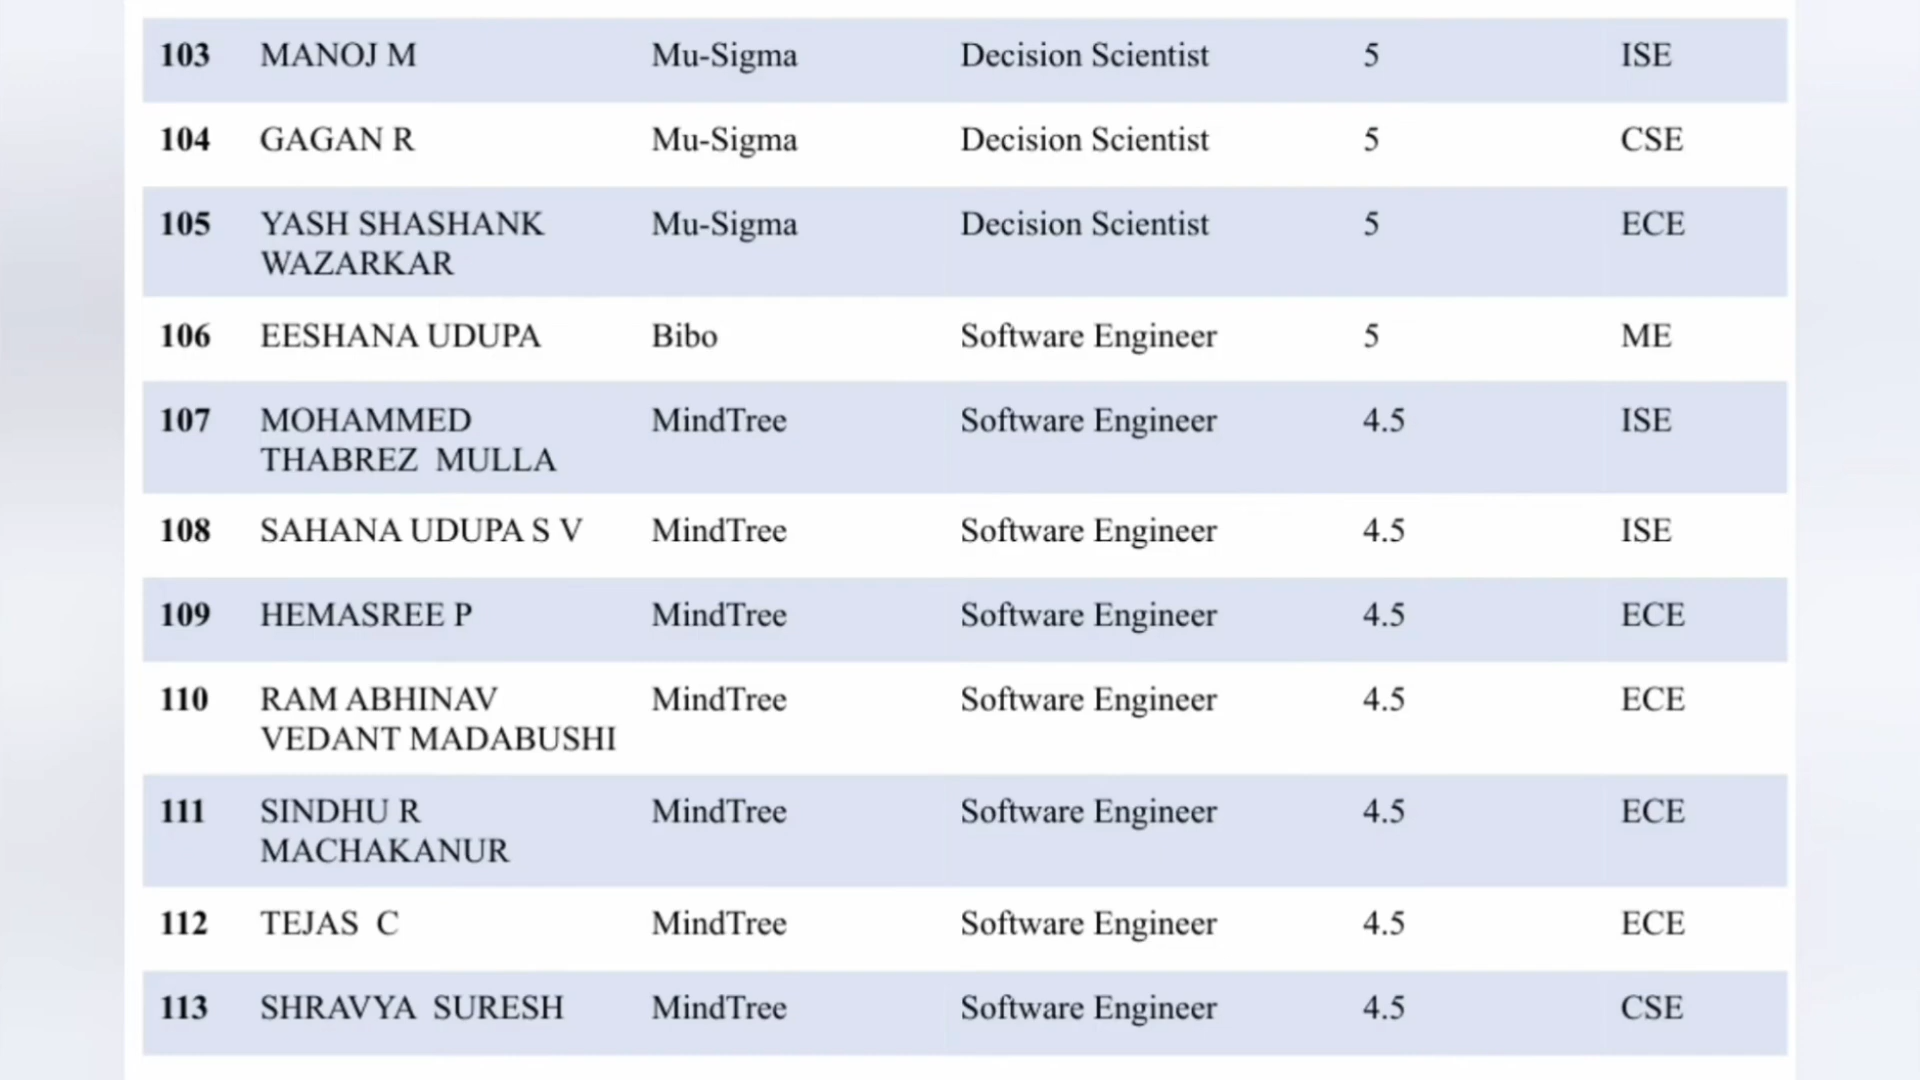 103 MANOJ M Mu-Sigma Decision Scientist 5 ISE
104 GAGAN R Mu-Sigma Decision Scientist 5 CSE
105 YASH SHASHANK Mu-Sigma Decision Scientist 5 ECE
WAZARKAR
106 EESHANA UDUPA Bibo Software Engineer 5 ME
107 MOHAMMED MindTree Software Engineer 4.5 ISE
THABREZ MULLA
108 SAHANA UDUPA S V MindTree Software Engineer 4.5 ISE
109 HEMASREE P MindTree Software Engineer 4.5 ECE
110 RAM ABHINAV MindTree Software Engineer 4.5 ECE
VEDANT MADABUSHI
111 SINDHU R MindTree Software Engineer 4.5 ECE
MACHAKANUR
112 TEJAS C MindTree Software Engineer 4.5 ECE
113 SHRAVYA SURESH MindTree Software Engineer 4.5 CSE